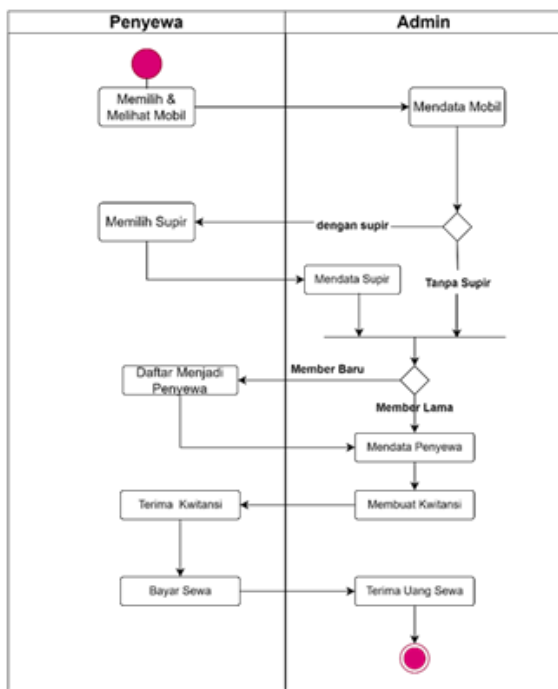 Penyewa
Admin
Memilih &
Melihat Mobil
Mendata Mobil
Memilih Supir
dengan supir
Mendata Supir
Tanpa Supir
Member Baru
Daftar Menjadi
Penyewa
Member Lama
Mendata Penyewa
Terima Kwitansi
Membuat Kwitansi
Bayar Sewa
Terima Uang Sewa